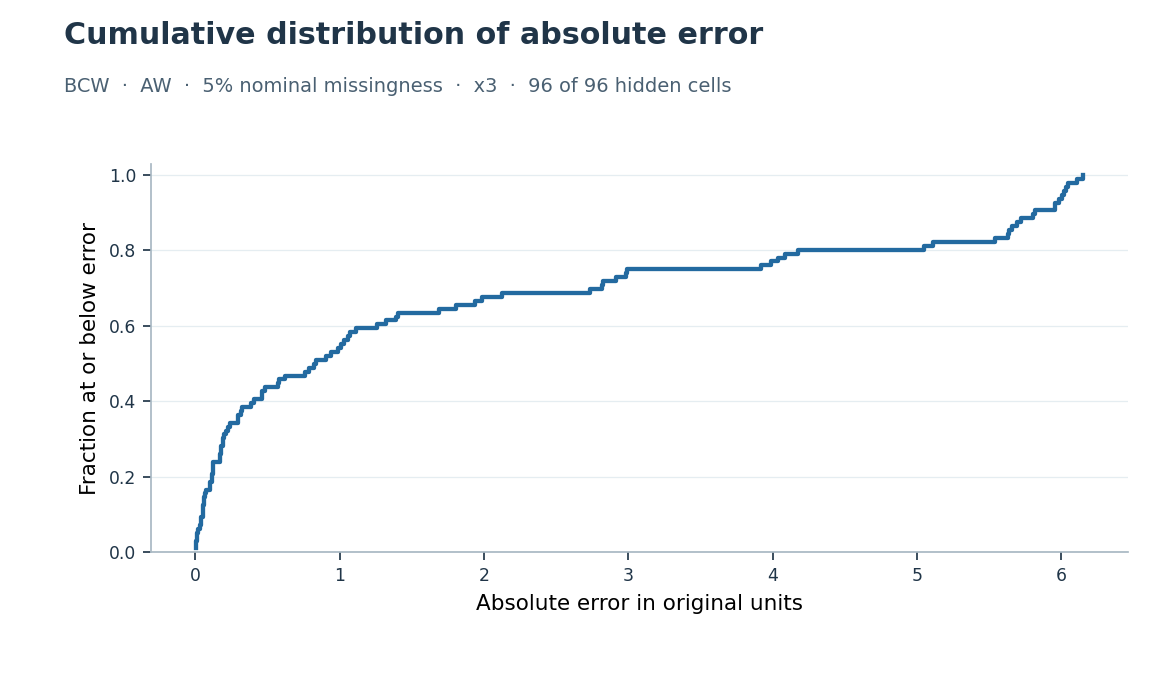 Cumulative distribution of absolute error
BCW · AW · 5% nominal missingness · x3 · 96 of 96 hidden cells
1.0
0.8
0.6
0.4
0.2
0.0
Fraction at or below error
0 1 2 3 4 5 6
Absolute error in original units